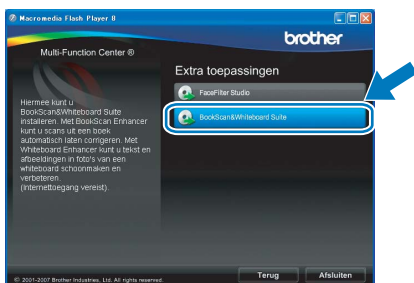 Macromedia Flash Player 8
brother
Multi-Function Center ®
Extra toepassingen
FaceFilter Studio
BookScan&Whiteboard Suite
Hiermee kunt u
BookScan&Whiteboard Suite
installeren. Met BookScan Enhancer
kunt u scans uit een boek
automatisch laten corrigeren. Met
Whiteboard Enhancer kunt u tekst en
afbeeldingen in foto's van een
whiteboard schoonmaken en
verbeteren.
(Internettoegang vereist).
© 2001-2007 Brother Industries, Ltd. All rights reserved.
Terug
Afsluiten